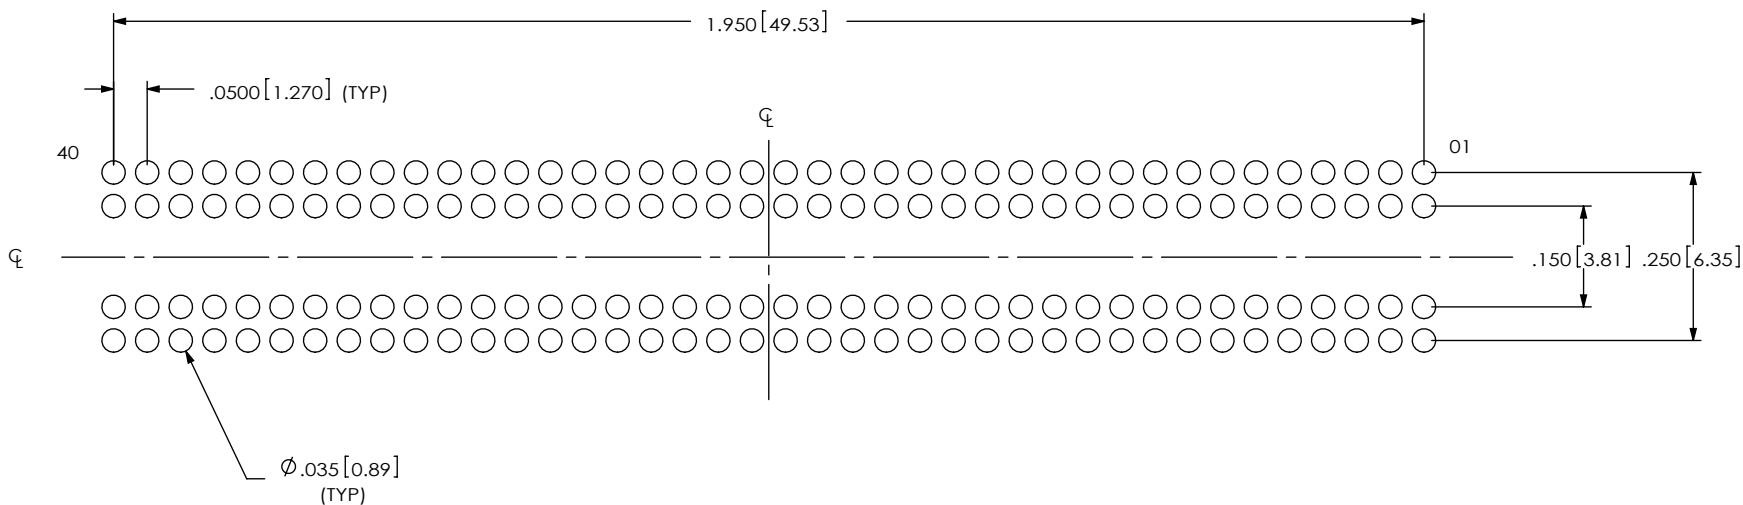 1.950[49.53]
.0500[1.270] (TYP)
℄
40
01
℄
.150[3.81] .250[6.35]
Ø.035[0.89]
(TYP)